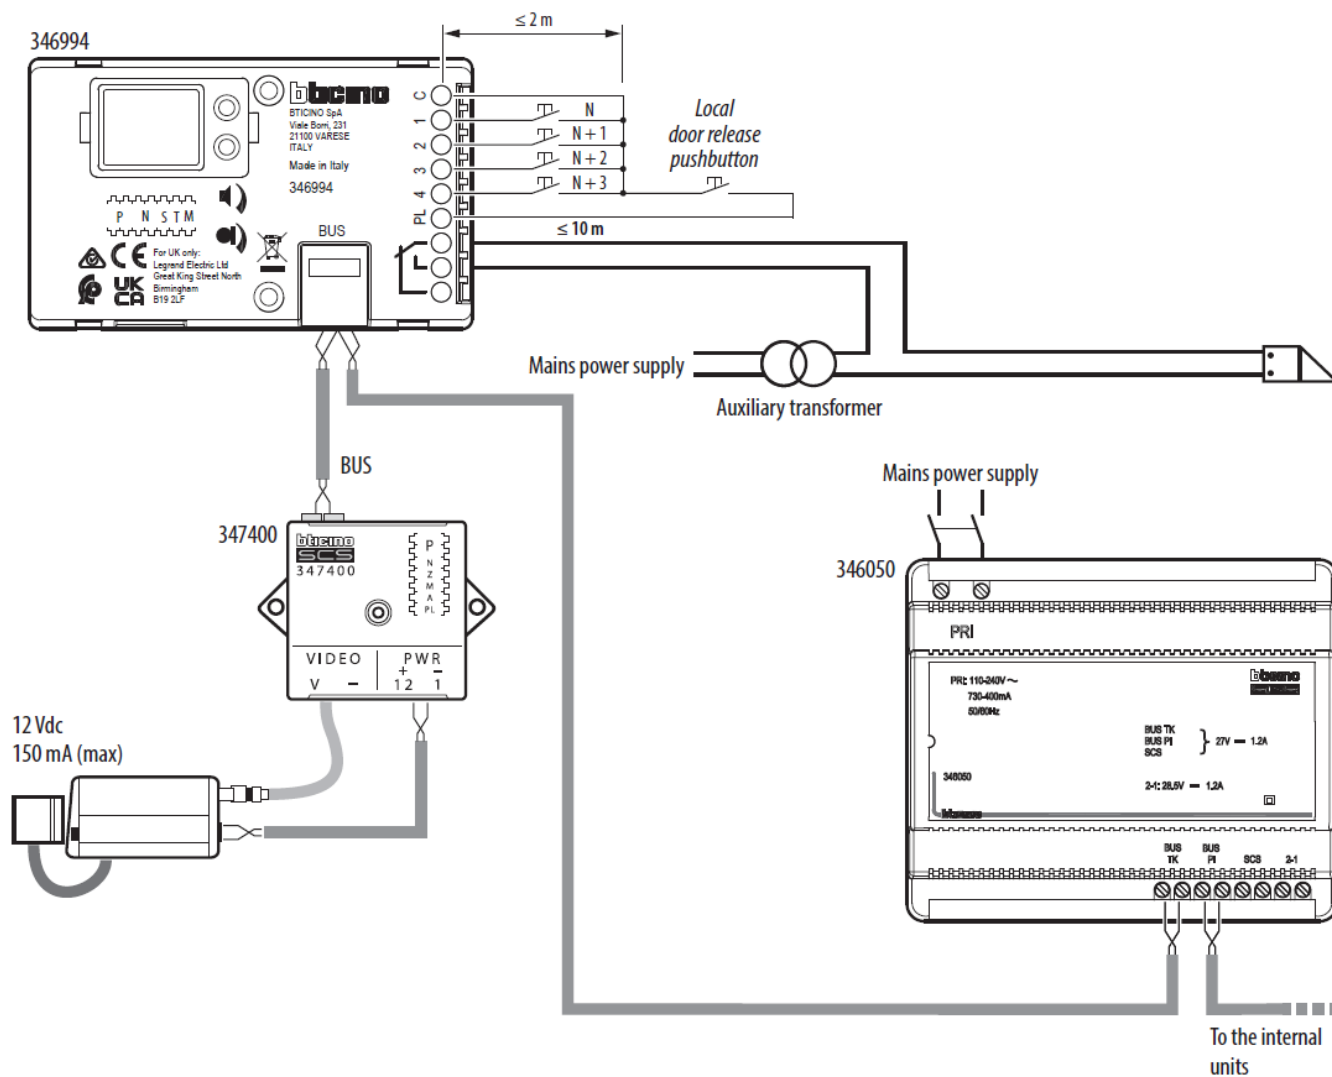 ≤ 2 m
346994
bticino
BTICINO SpA
Viale Borri, 231
21100 VARESE
ITALY
Made in Italy
346994
C
1
2
3
4
PL
N
N + 1
N + 2
N + 3
Local
door release
pushbutton
≤ 10 m
P N S T M
BUS
CE
UK
CA
For UK only:
Legrand Electric Ltd
Great King Street North
Birmingham
B19 2LF
Mains power supply
Auxiliary transformer
BUS
347400
bticino
SCS
347400
P
N
Z
M
A
PL
VIDEO
V –
PWR
+ –
12 1
12 Vdc
150 mA (max)
Mains power supply
346050
PRI
PRI: 110-240V ~
730-400mA
50/60Hz
bticino
BUS TK
BUS PI
SCS
27V 1.2A
346050
2-1: 28,5V 1,2A
bticino
BUS
TK
BUS
PI
SCS
2-1
To the internal
units